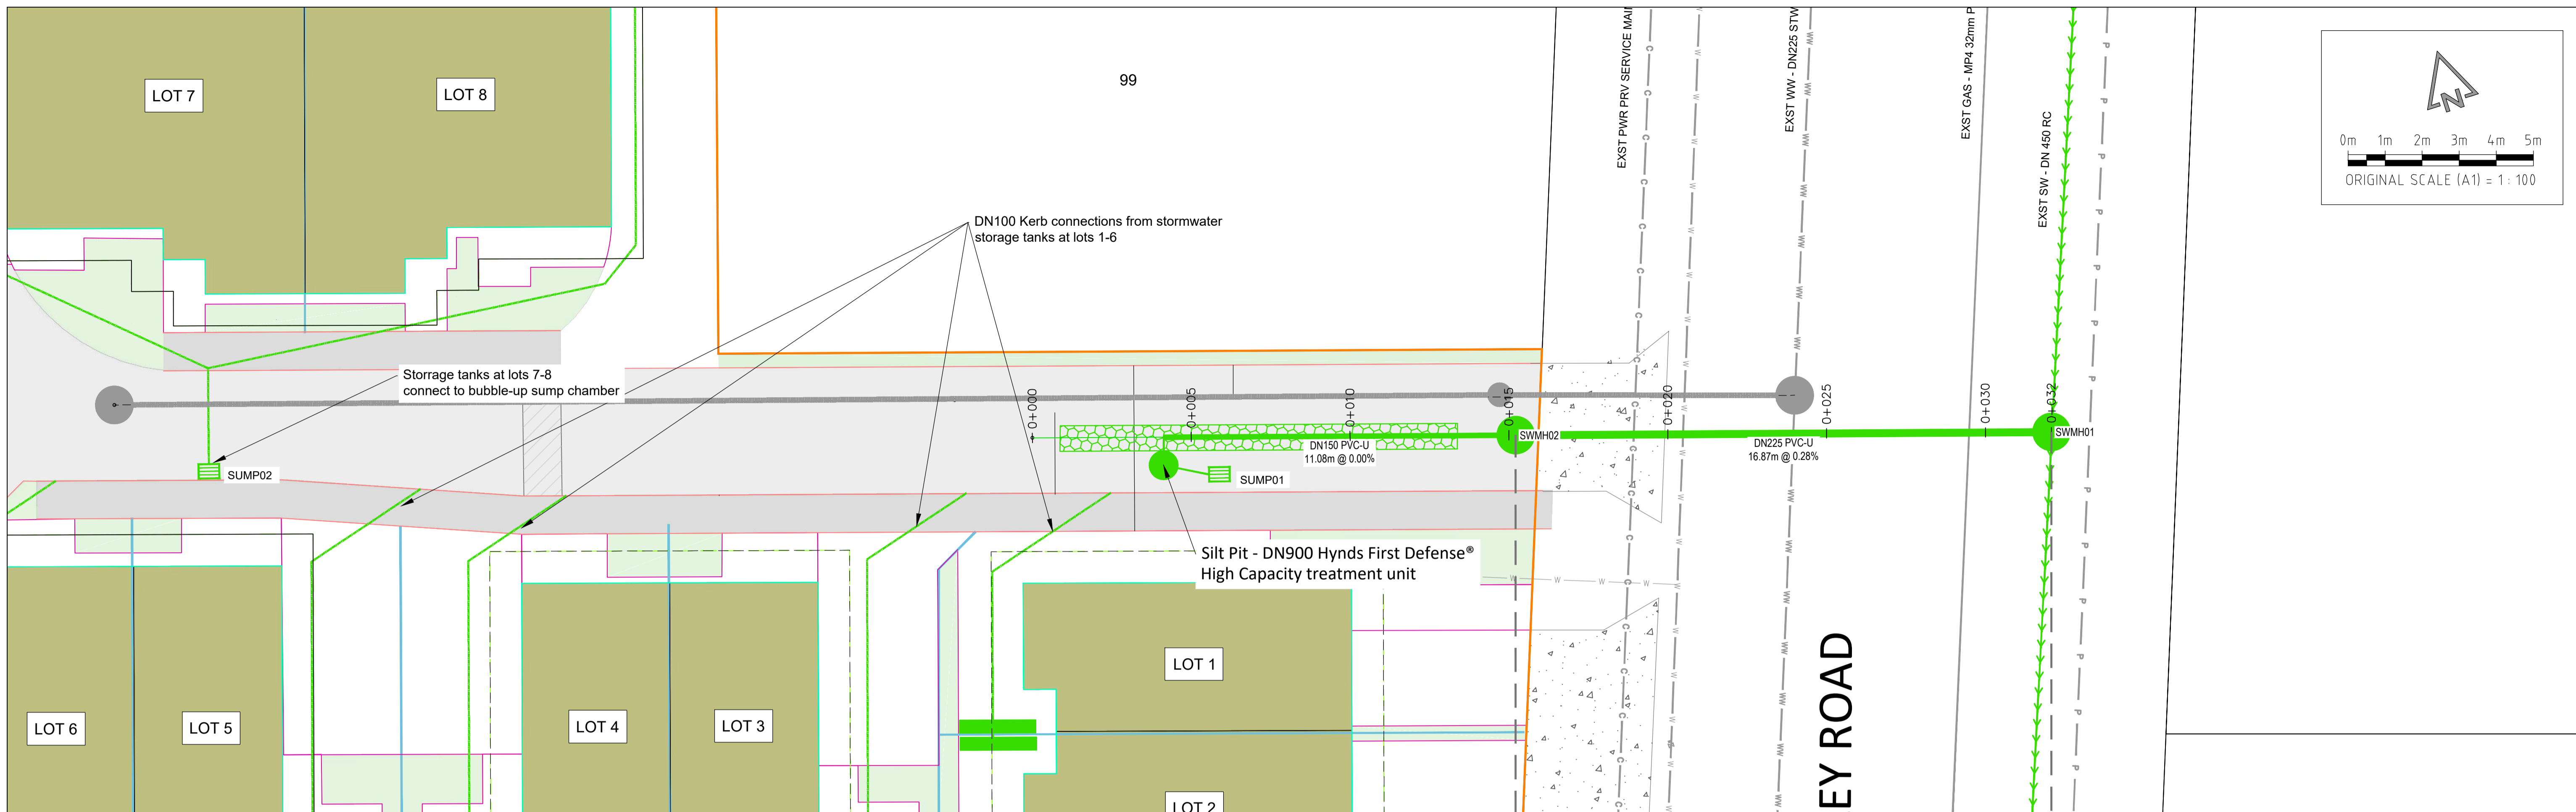 LOT 7
LOT 8
99
EXST PWR PRV SERVICE MAI
EXST WW - DN225 STW
EXST GAS - MP4 32mm P
EXST SW - DN 450 RC
N
0m 1m 2m 3m 4m 5m
ORIGINAL SCALE (A1) = 1 : 100
DN100 Kerb connections from stormwater
storage tanks at lots 1-6
Storrage tanks at lots 7-8
connect to bubble-up sump chamber
0+000
0+005
0+010
0+015
0+020
0+025
0+030
0+032
SWMH02
SWMH01
DN150 PVC-U
11.08m @ 0.00%
DN225 PVC-U
16.87m @ 0.28%
SUMP02
SUMP01
Silt Pit - DN900 Hynds First Defense®
High Capacity treatment unit
LOT 6
LOT 5
LOT 4
LOT 3
LOT 1
LOT 2
EY ROAD